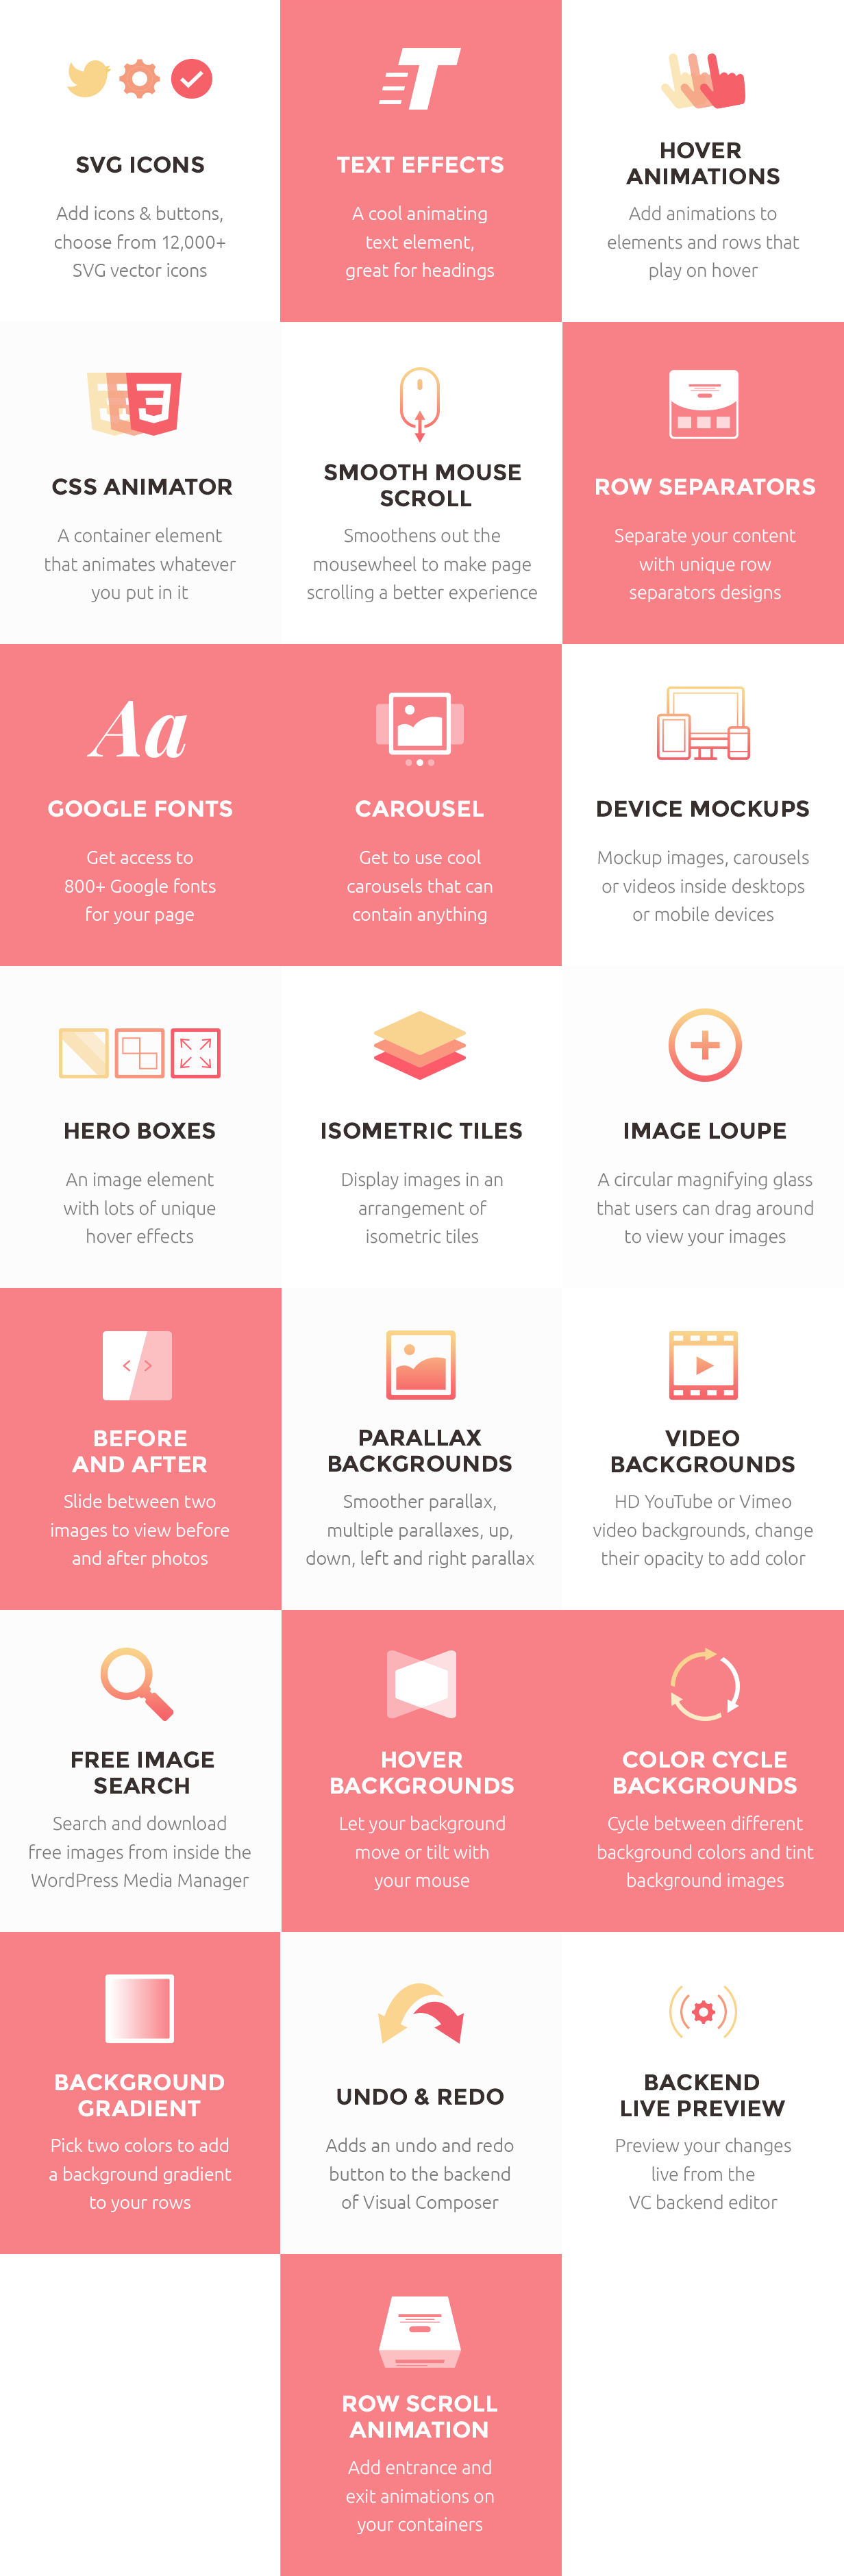 SVG ICONS
Add icons & buttons,
choose from 12,000+
SVG vector icons
T
TEXT EFFECTS
A cool animating
text element,
great for headings
HOVER
ANIMATIONS
Add animations to
elements and rows that
play on hover
3
CSS ANIMATOR
A container element
that animates whatever
you put in it
SMOOTH MOUSE
SCROLL
Smoothens out the
mousewheel to make page
scrolling a better experience
ROW SEPARATORS
Separate your content
with unique row
separators designs
Aa
GOOGLE FONTS
Get access to
800+ Google fonts
for your page
CAROUSEL
Get to use cool
carousels that can
contain anything
DEVICE MOCKUPS
Mockup images, carousels
or videos inside desktops
or mobile devices
HERO BOXES
An image element
with lots of unique
hover effects
ISOMETRIC TILES
Display images in an
arrangement of
isometric tiles
IMAGE LOUPE
A circular magnifying glass
that users can drag around
to view your images
BEFORE
AND AFTER
Slide between two
images to view before
and after photos
PARALLAX
BACKGROUNDS
Smoother parallax,
multiple parallaxes, up,
down, left and right parallax
VIDEO
BACKGROUNDS
HD YouTube or Vimeo
video backgrounds, change
their opacity to add color
FREE IMAGE
SEARCH
Search and download
free images from inside the
WordPress Media Manager
HOVER
BACKGROUNDS
Let your background
move or tilt with
your mouse
COLOR CYCLE
BACKGROUNDS
Cycle between different
background colors and tint
background images
BACKGROUND
GRADIENT
Pick two colors to add
a background gradient
to your rows
UNDO & REDO
Adds an undo and redo
button to the backend
of Visual Composer
BACKEND
LIVE PREVIEW
Preview your changes
live from the
VC backend editor
ROW SCROLL
ANIMATION
Add entrance and
exit animations on
your containers